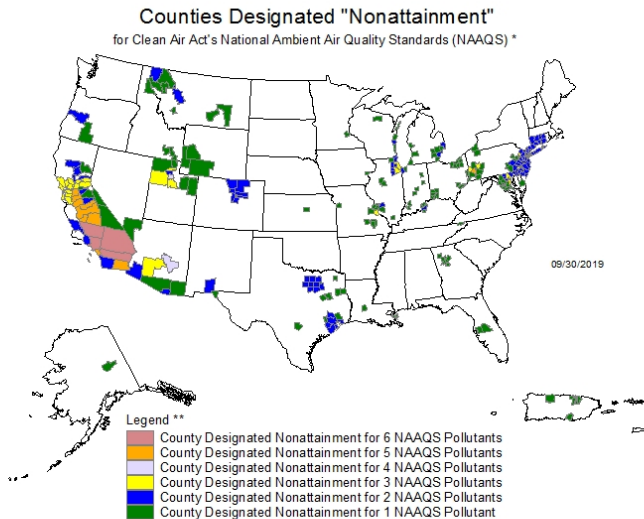 Counties Designated "Nonattainment"
for Clean Air Act's National Ambient Air Quality Standards (NAAQS) *
09/30/2019
Legend **
County Designated Nonattainment for 6 NAAQS Pollutants
County Designated Nonattainment for 5 NAAQS Pollutants
County Designated Nonattainment for 4 NAAQS Pollutants
County Designated Nonattainment for 3 NAAQS Pollutants
County Designated Nonattainment for 2 NAAQS Pollutants
County Designated Nonattainment for 1 NAAQS Pollutant